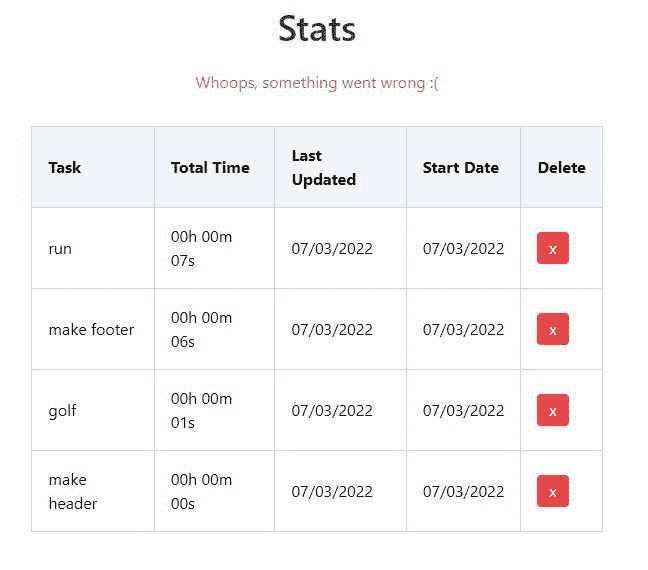 Stats
Whoops, something went wrong :(
Task Total Time Last Updated Start Date Delete
run 00h 00m 07s 07/03/2022 07/03/2022 x
make footer 00h 00m 06s 07/03/2022 07/03/2022 x
golf 00h 00m 01s 07/03/2022 07/03/2022 x
make header 00h 00m 00s 07/03/2022 07/03/2022 x